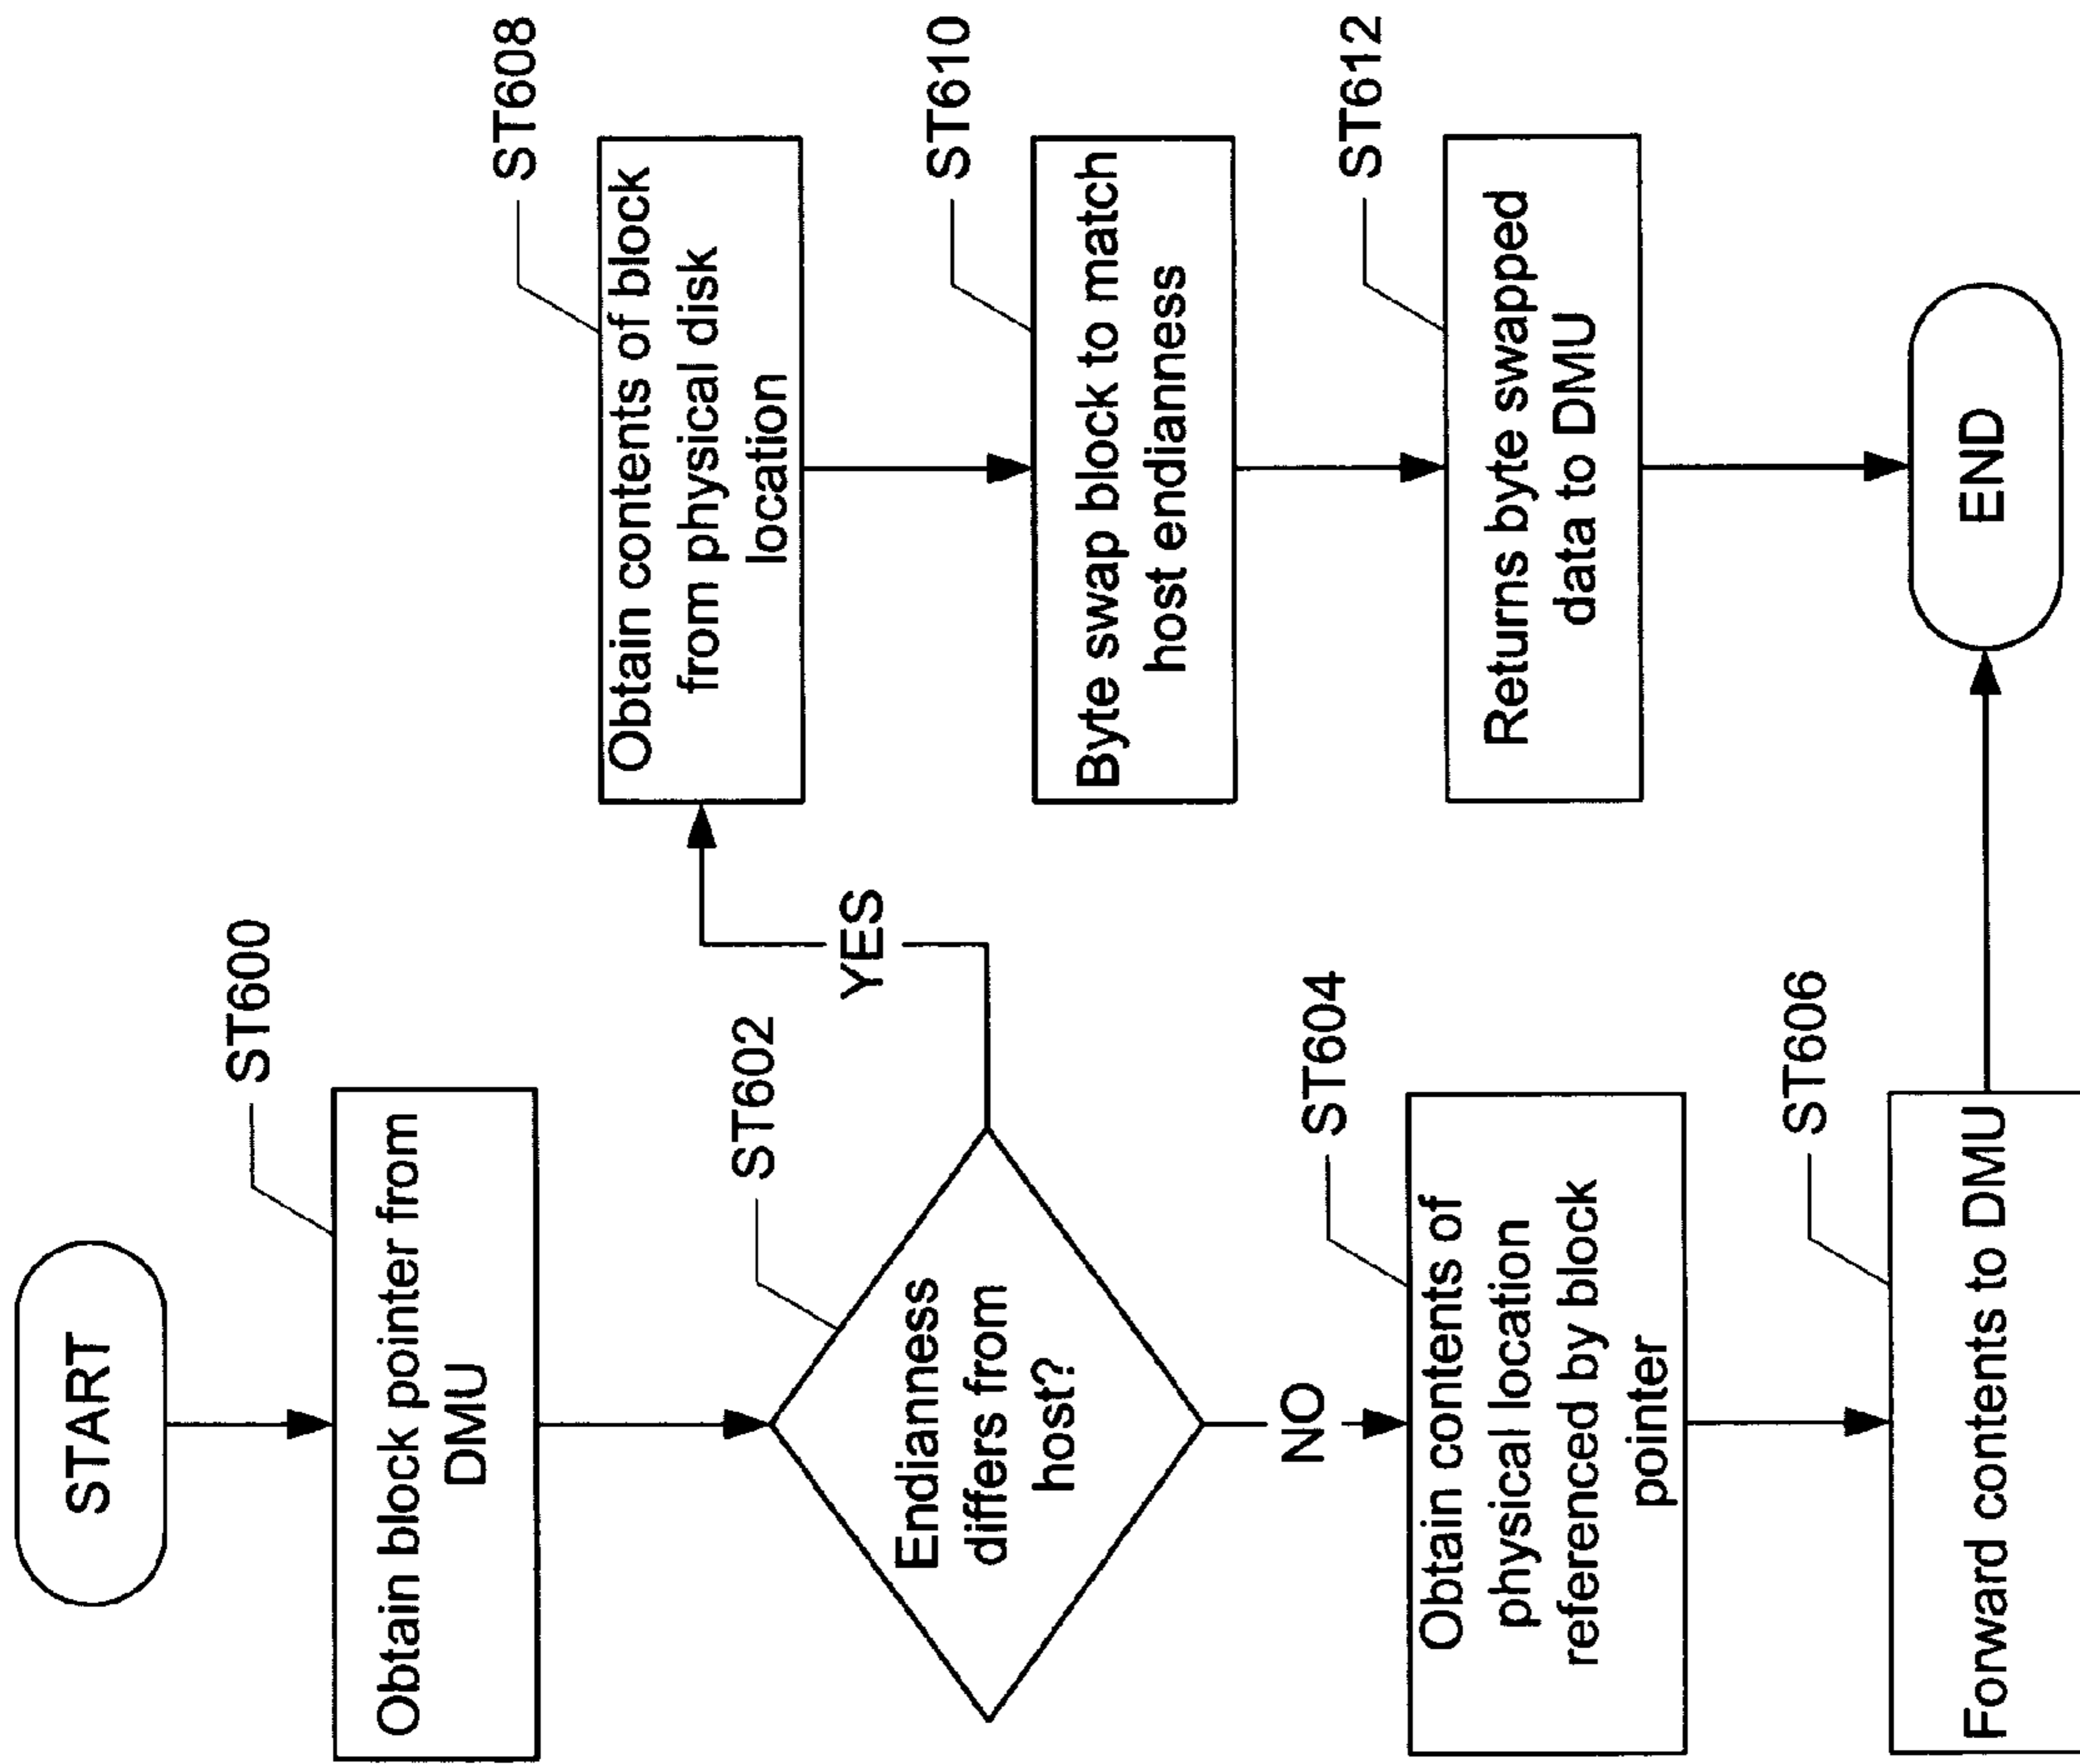 START
ST600
Obtain block pointer from
DMU
ST602
Endianness
differs from
host?
YES
NO
ST604
Obtain contents of
physical location
referenced by block
pointer
ST606
Forward contents to DMU
ST608
Obtain contents of block
from physical disk
location
ST610
Byte swap block to match
host endianness
ST612
Returns byte swapped
data to DMU
END